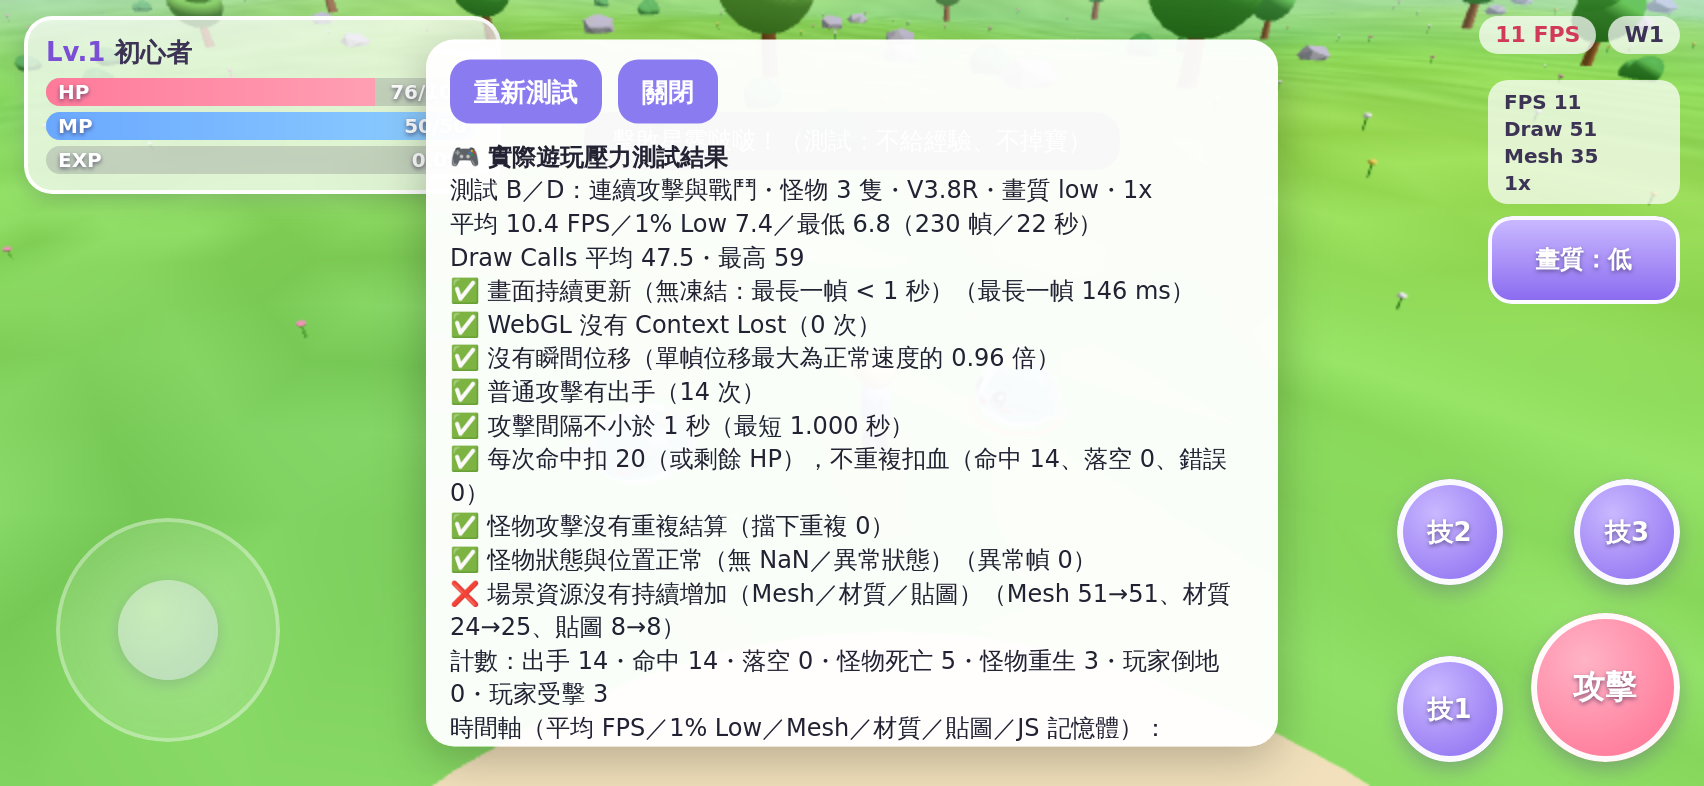 Lv.1 初心者
HP 76/
MP 50/50
EXP 0
重新測試
關閉
破！（測試：不給經驗、不掉寶）
🎮 實際遊玩壓力測試結果
測試 B／D：連續攻擊與戰鬥・怪物 3 隻・V3.8R・畫質 low・1x
平均 10.4 FPS／1% Low 7.4／最低 6.8（230 幀／22 秒）
Draw Calls 平均 47.5・最高 59
✅ 畫面持續更新（無凍結：最長一幀 < 1 秒）（最長一幀 146 ms）
✅ WebGL 沒有 Context Lost（0 次）
✅ 沒有瞬間位移（單幀位移最大為正常速度的 0.96 倍）
✅ 普通攻擊有出手（14 次）
✅ 攻擊間隔不小於 1 秒（最短 1.000 秒）
✅ 每次命中扣 20（或剩餘 HP），不重複扣血（命中 14、落空 0、錯誤
0）
✅ 怪物攻擊沒有重複結算（擋下重複 0）
✅ 怪物狀態與位置正常（無 NaN／異常狀態）（異常幀 0）
❌ 場景資源沒有持續增加（Mesh／材質／貼圖）（Mesh 51→51、材質
24→25、貼圖 8→8）
計數：出手 14・命中 14・落空 0・怪物死亡 5・怪物重生 3・玩家倒地
0・玩家受擊 3
時間軸（平均 FPS／1% Low／Mesh／材質／貼圖／JS 記憶體）：
11 FPS
W1
FPS 11
Draw 51
Mesh 35
1x
畫質：低
技2
技3
技1
攻擊